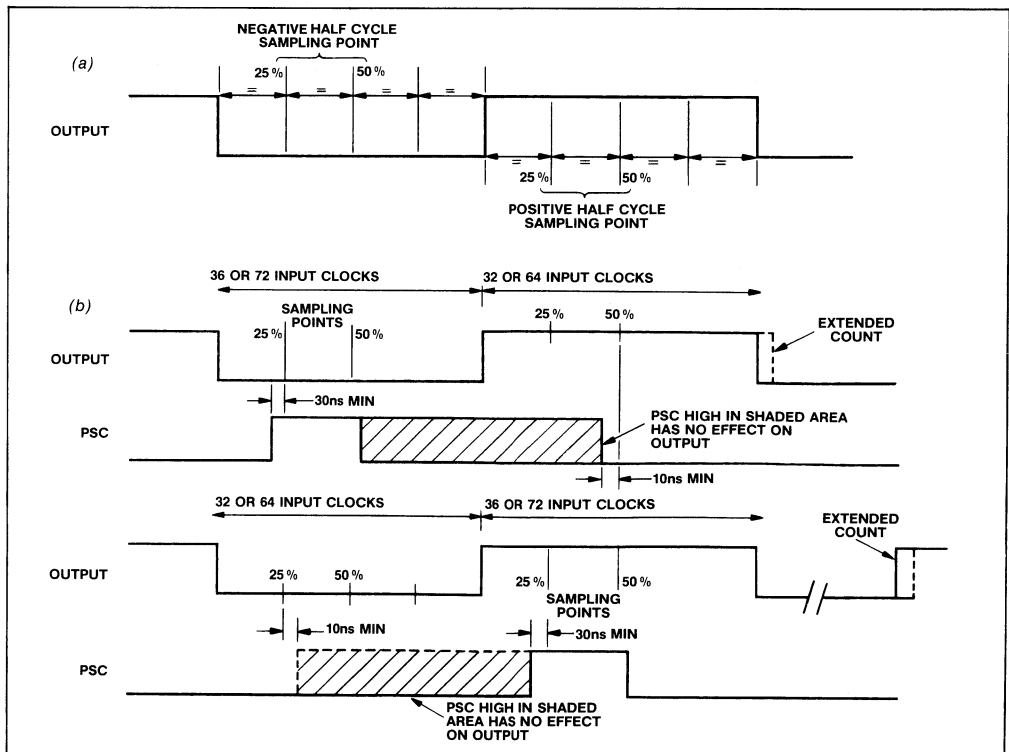 NEGATIVE HALF CYCLE
SAMPLING POINT
(a)
25 %
50 %
= = = =
OUTPUT
= = = =
25 %
50 %
POSITIVE HALF CYCLE
SAMPLING POINT
36 OR 72 INPUT CLOCKS
32 OR 64 INPUT CLOCKS
(b)
SAMPLING
POINTS
25 %
50 %
25 %
50 %
EXTENDED
COUNT
OUTPUT
30ns MIN
PSC
PSC HIGH IN SHADED AREA
HAS NO EFFECT ON
OUTPUT
10ns MIN
32 OR 64 INPUT CLOCKS
36 OR 72 INPUT CLOCKS
EXTENDED
COUNT
OUTPUT
25 %
50 %
25 %
50 %
SAMPLING
POINTS
10ns MIN
30ns MIN
PSC
PSC HIGH IN SHADED
AREA HAS NO EFFECT
ON OUTPUT